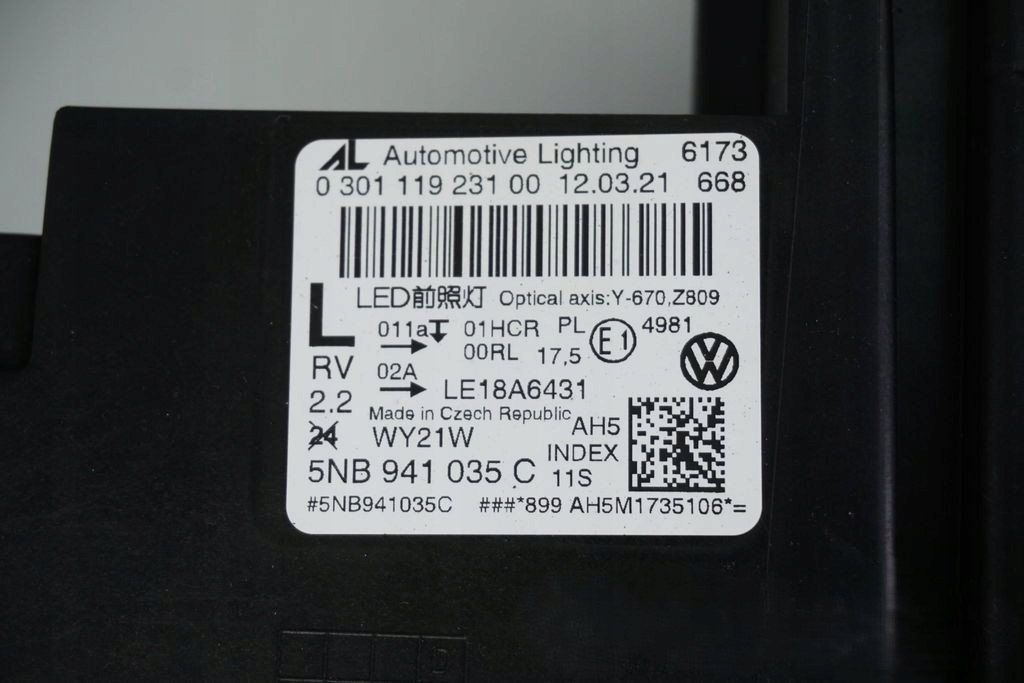 AL Automotive Lighting 6173
0 301 119 231 00 12.03.21 668
L LED前照灯 Optical axis:Y-670,Z809
011a 01HCR PL E1 4981
00RL 17,5
RV 02A
LE18A6431
2.2 Made in Czech Republic
24 WY21W AH5
INDEX
5NB 941 035 C 11S
#5NB941035C ###*899 AH5M1735106*=
D